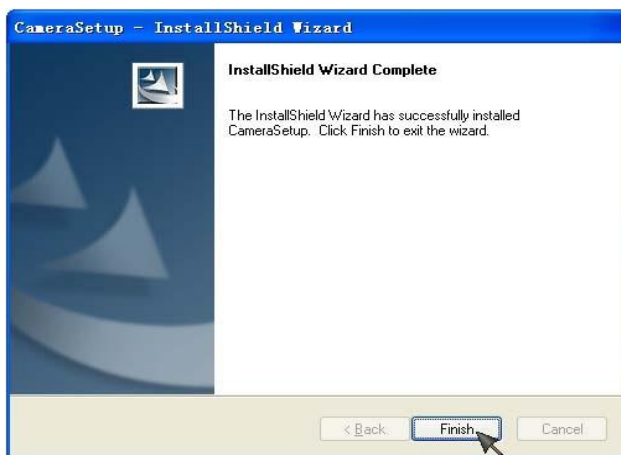 CameraSetup - InstallShield Wizard
InstallShield Wizard Complete
The InstallShield Wizard has successfully installed
CameraSetup. Click Finish to exit the wizard.
< Back
Finish
Cancel